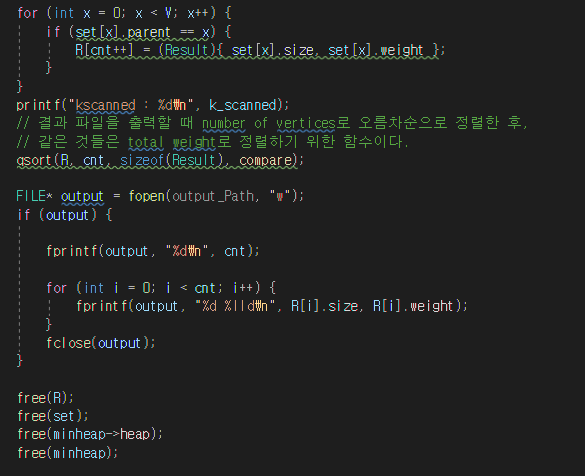 for (int x = 0; x < V; x++) {
if (set[x].parent == x) {
R[cnt++] = (Result){ set[x].size, set[x].weight };
}
}
printf("kscanned : %d₩n", k_scanned);
// 결과 파일을 출력할 때 number of vertices로 오름차순으로 정렬한 후,
// 같은 것들은 total weight로 정렬하기 위한 함수이다.
qsort(R, cnt, sizeof(Result), compare);
FILE* output = fopen(output_Path, "w");
if (output) {
fprintf(output, "%d₩n", cnt);
for (int i = 0; i < cnt; i++) {
fprintf(output, "%d %lld₩n", R[i].size, R[i].weight);
}
fclose(output);
}
free(R);
free(set);
free(minheap->heap);
free(minheap);